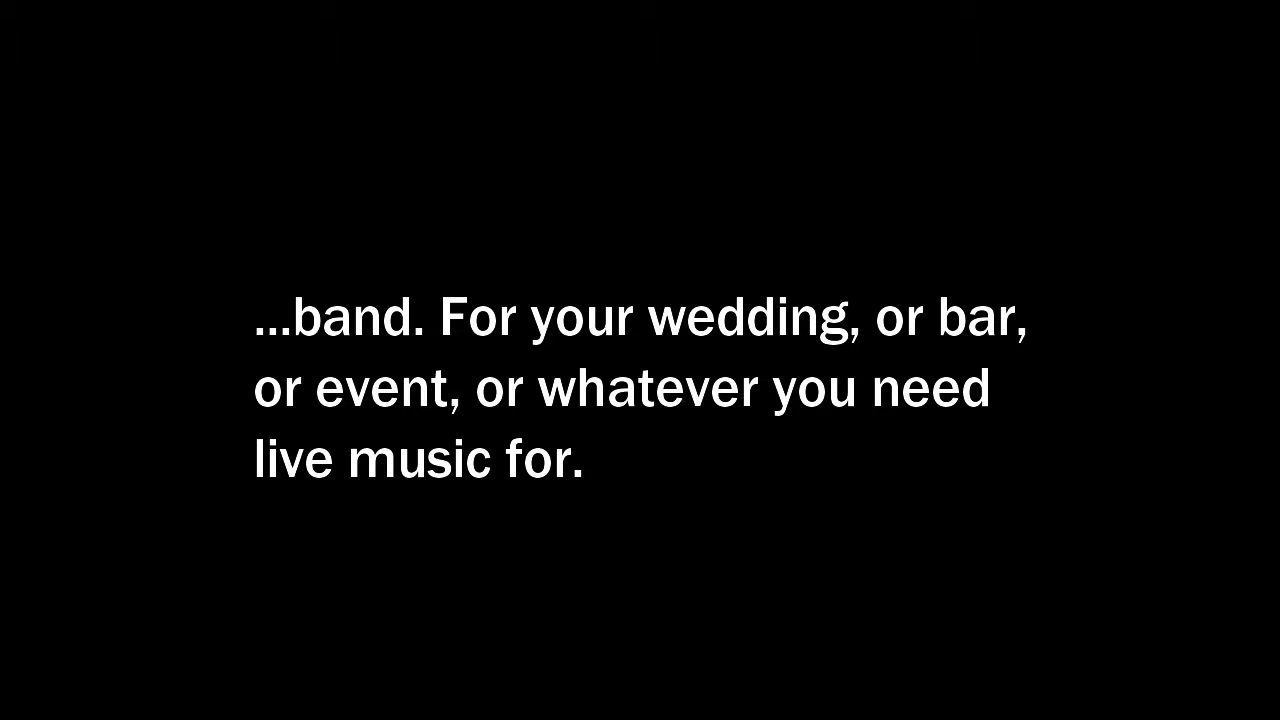 ...band. For your wedding, or bar,
or event, or whatever you need
live music for.